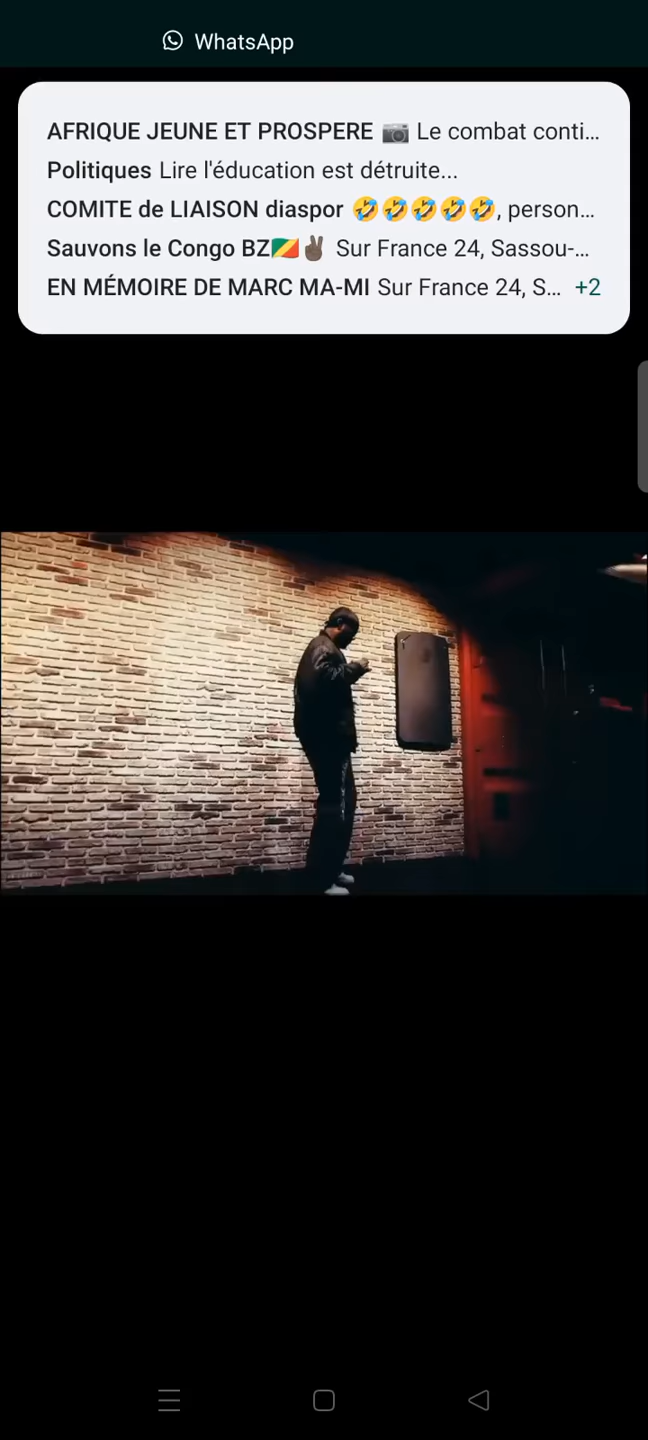 WhatsApp
AFRIQUE JEUNE ET PROSPERE 📷 Le combat conti...
Politiques Lire l'éducation est détruite...
COMITE de LIAISON diaspor 🤣🤣🤣🤣🤣, person...
Sauvons le Congo BZ🇨🇬✌🏿 Sur France 24, Sassou-...
EN MÉMOIRE DE MARC MA-MI Sur France 24, S... +2